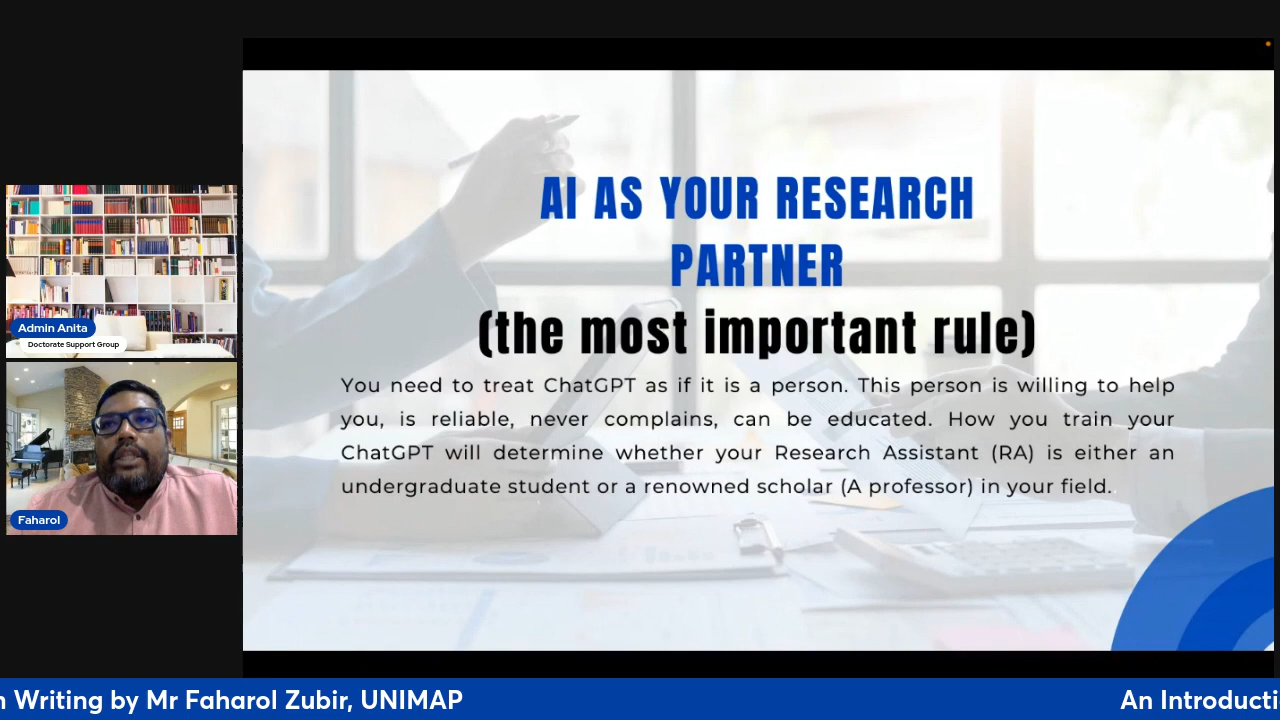 AI AS YOUR RESEARCH
PARTNER
(the most important rule)
You need to treat ChatGPT as if it is a person. This person is willing to help
you, is reliable, never complains, can be educated. How you train your
ChatGPT will determine whether your Research Assistant (RA) is either an
undergraduate student or a renowned scholar (A professor) in your field.
Admin Anita
Doctorate Support Group
Faharol
Writing by Mr Faharol Zubir, UNIMAP
An Introducti